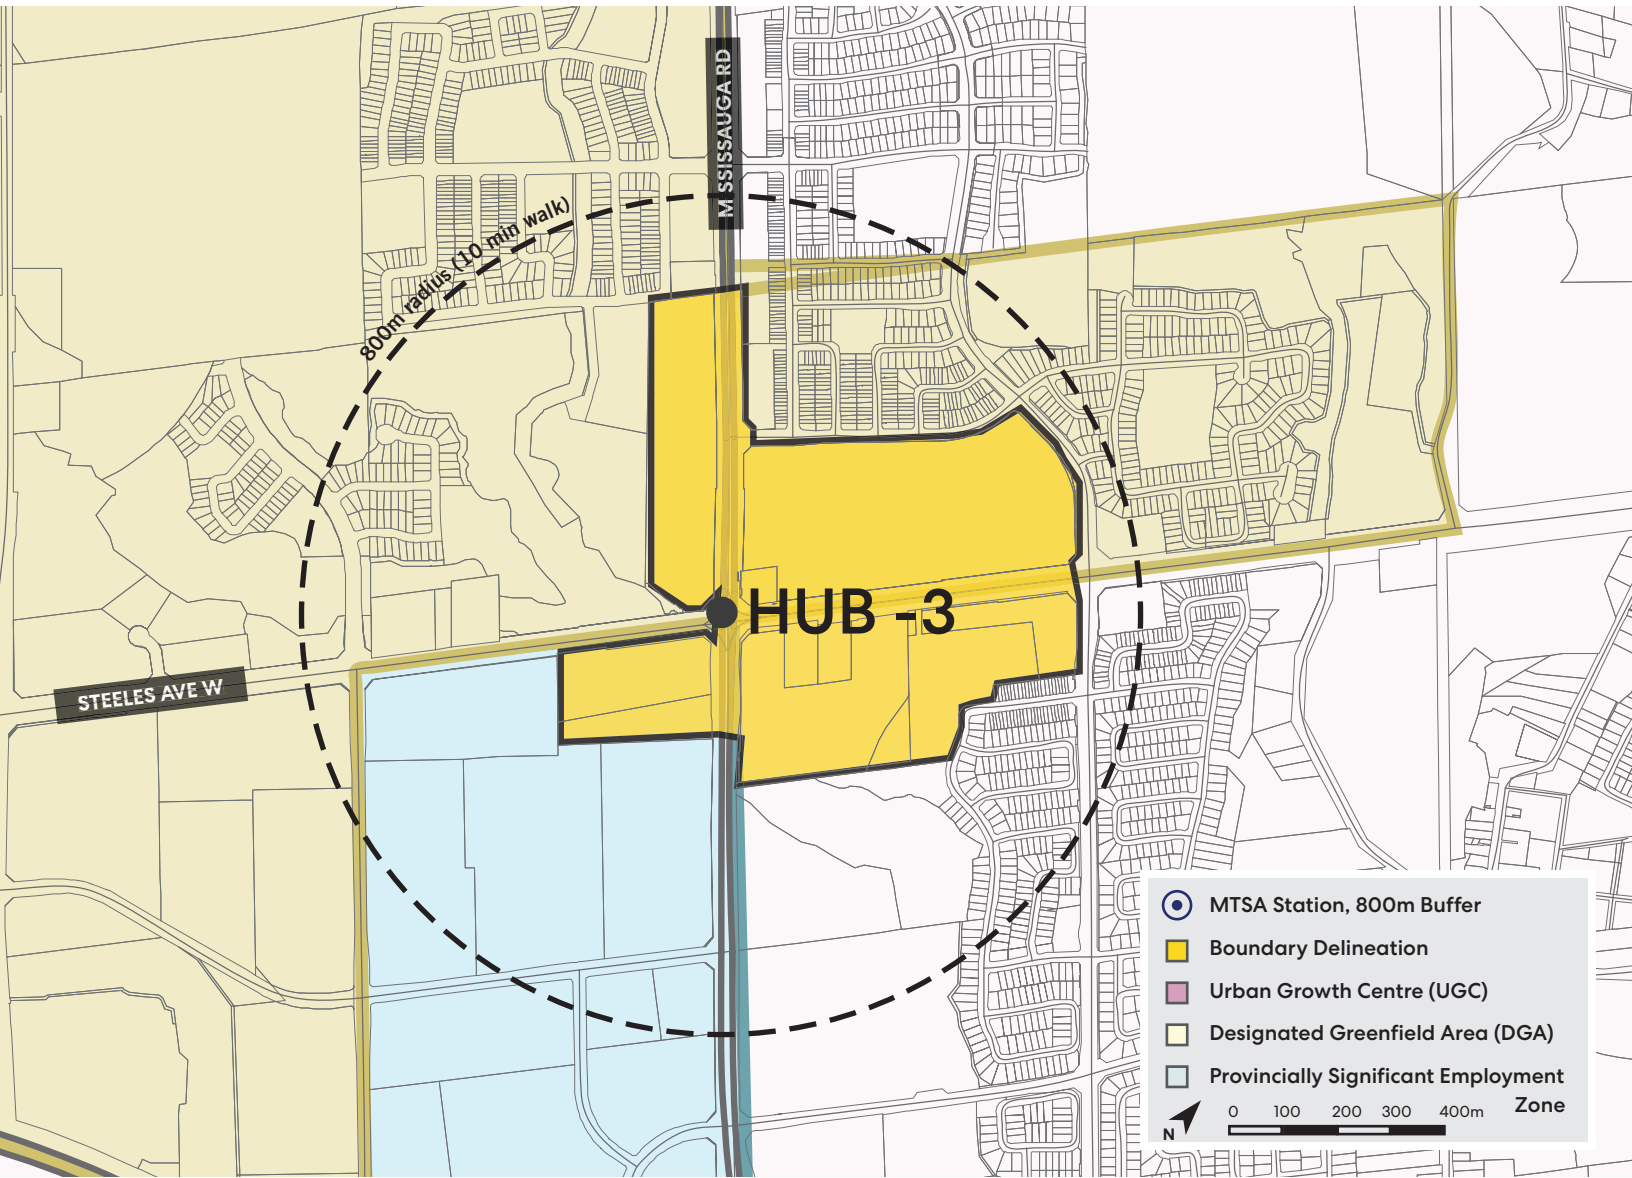 MISSISSAUGA RD
800m radius (10 min walk)
HUB -3
STEELES AVE W
MTSA Station, 800m Buffer
Boundary Delineation
Urban Growth Centre (UGC)
Designated Greenfield Area (DGA)
Provincially Significant Employment
Zone
0 100 200 300 400m
N